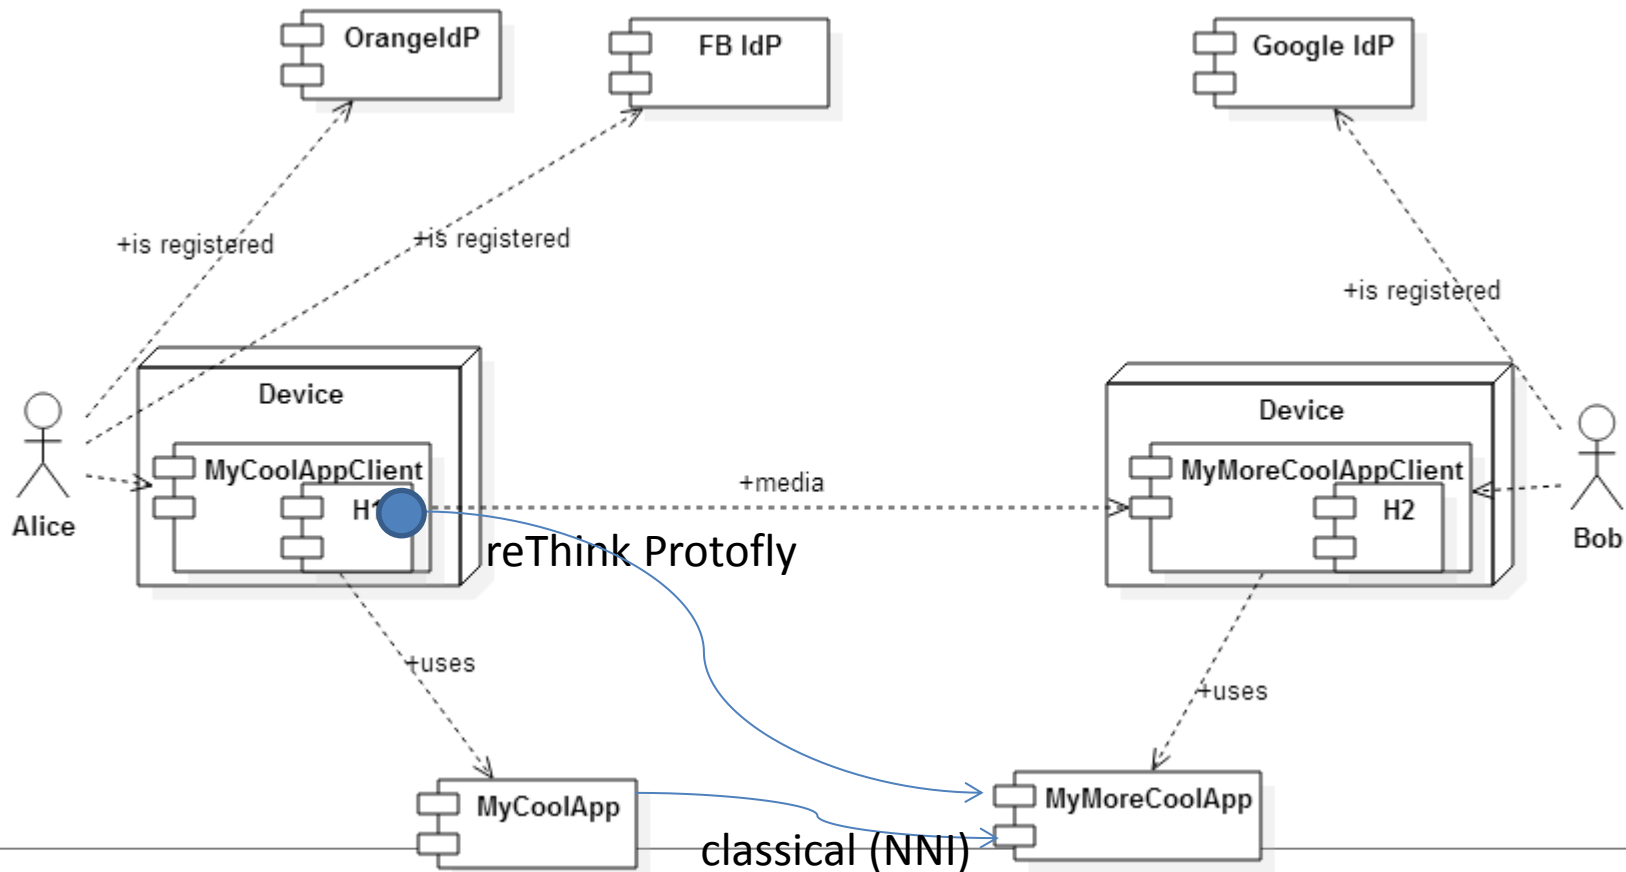 OrangeIdP
FB IdP
Google IdP
+is registered
+is registered
+is registered
Device
Device
MyCoolAppClient
MyMoreCoolAppClient
H1
H2
+media
Alice
Bob
reThink Protofly
+uses
+uses
MyCoolApp
MyMoreCoolApp
classical (NNI)